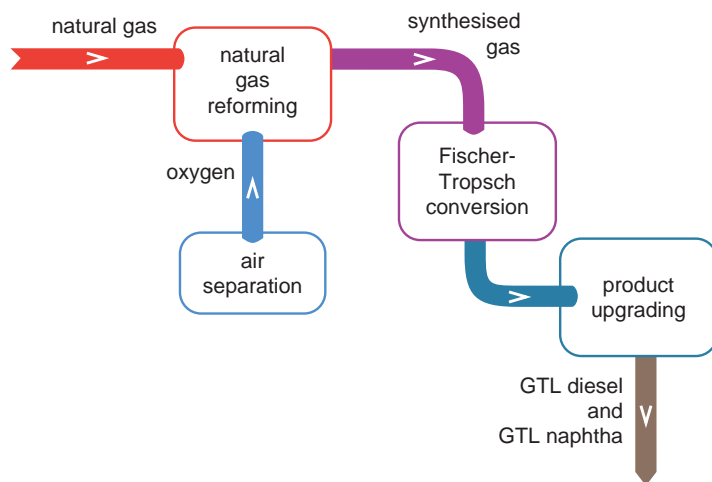 natural gas
natural
gas
reforming
synthesised
gas
oxygen
air
separation
Fischer-
Tropsch
conversion
product
upgrading
GTL diesel
and
GTL naphtha